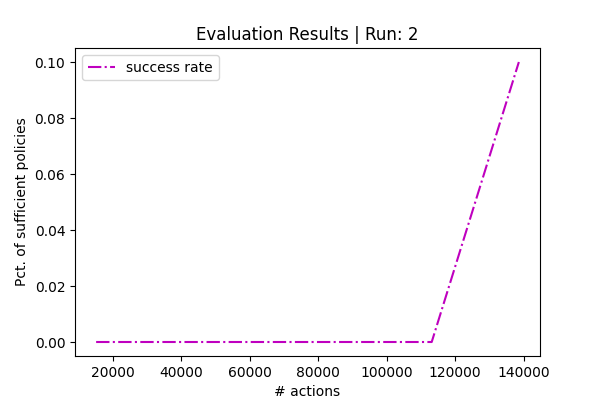 Evaluation Results | Run: 2
success rate
Pct. of sufficient policies
0.10
0.08
0.06
0.04
0.02
0.00
20000 40000 60000 80000 100000 120000 140000
# actions